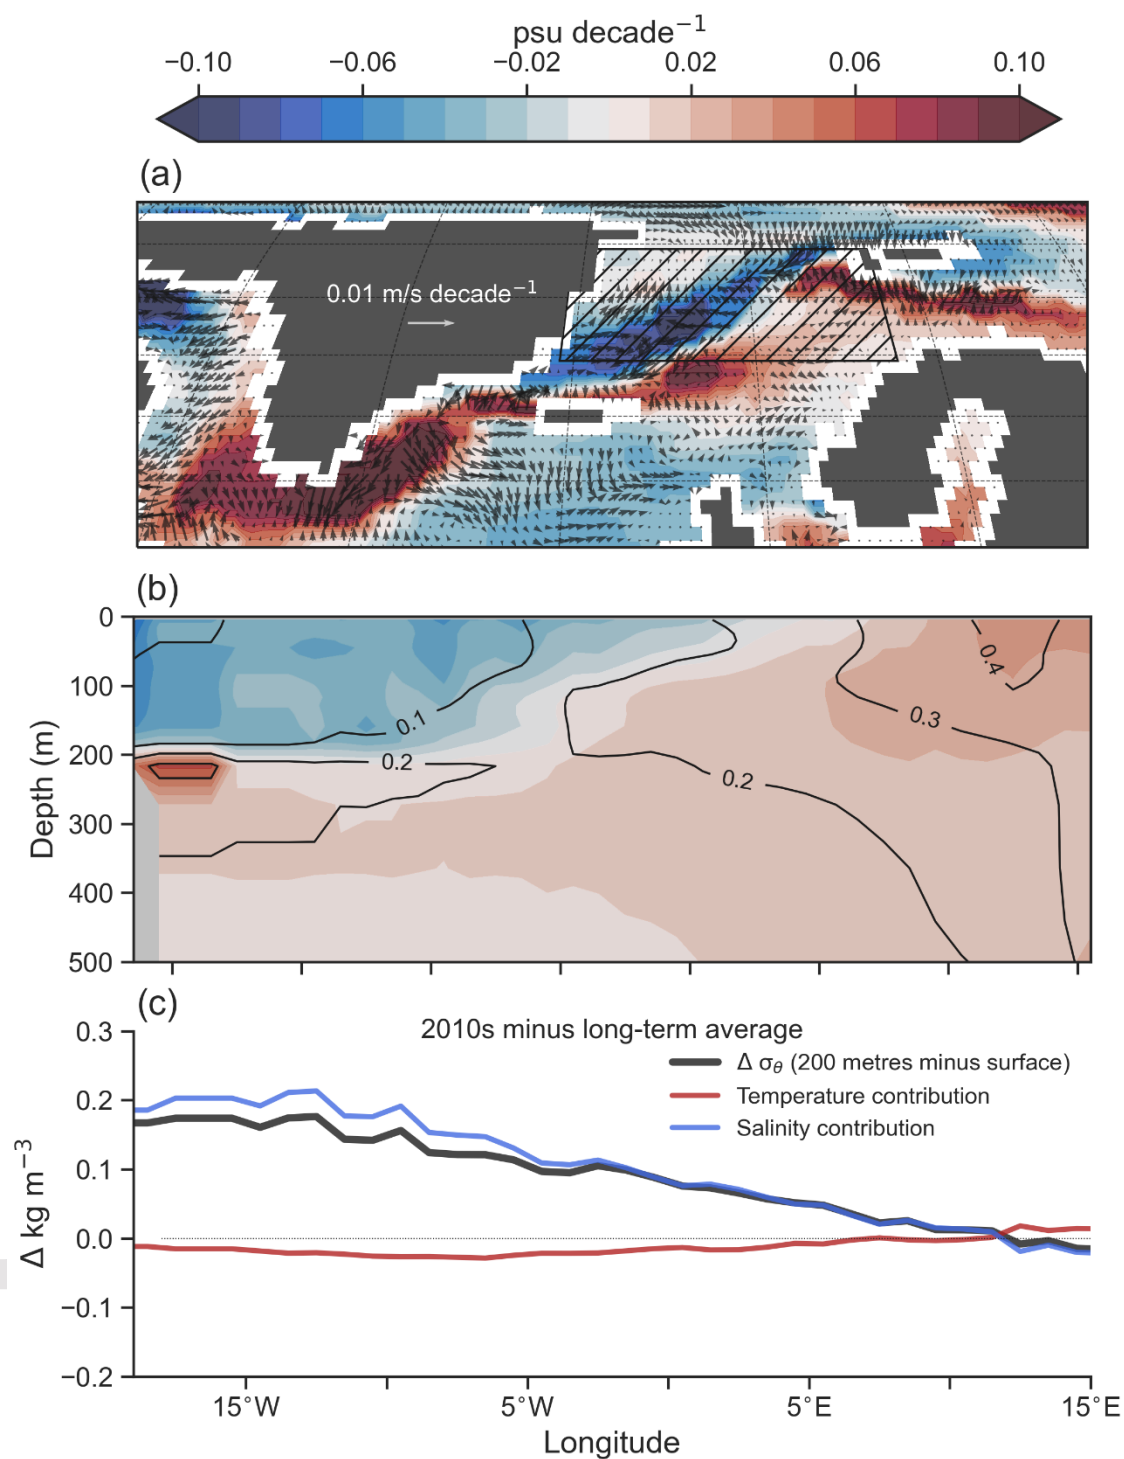 psu decade⁻¹
−0.10 −0.06 −0.02 0.02 0.06 0.10
(a)
0.01 m/s decade⁻¹
(b)
0
100
200
300
400
500
Depth (m)
0.1
0.2
0.2
0.3
0.4
(c)
2010s minus long-term average
Δ σθ (200 metres minus surface)
Temperature contribution
Salinity contribution
0.3
0.2
0.1
0.0
−0.1
−0.2
Δ kg m⁻³
15°W 5°W 5°E 15°E
Longitude